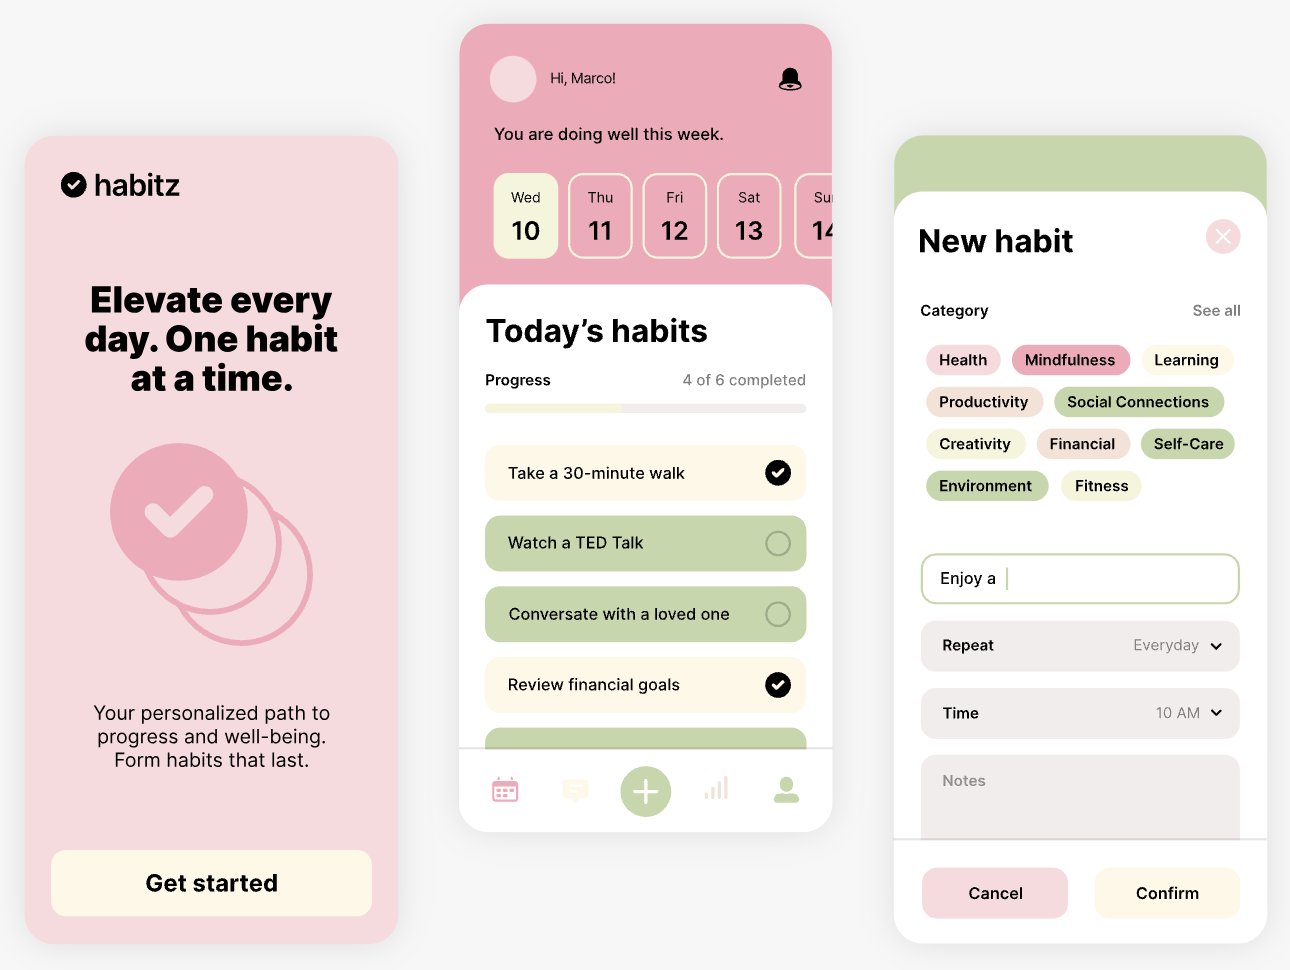 habitz
Elevate every
day. One habit
at a time.
Your personalized path to
progress and well-being.
Form habits that last.
Get started
Hi, Marco!
You are doing well this week.
Wed Thu Fri Sat Sun
10 11 12 13 14
Today’s habits
Progress 4 of 6 completed
Take a 30-minute walk
Watch a TED Talk
Conversate with a loved one
Review financial goals
New habit
Category See all
Health Mindfulness Learning
Productivity Social Connections
Creativity Financial Self-Care
Environment Fitness
Enjoy a
Repeat Everyday
Time 10 AM
Notes
Cancel Confirm